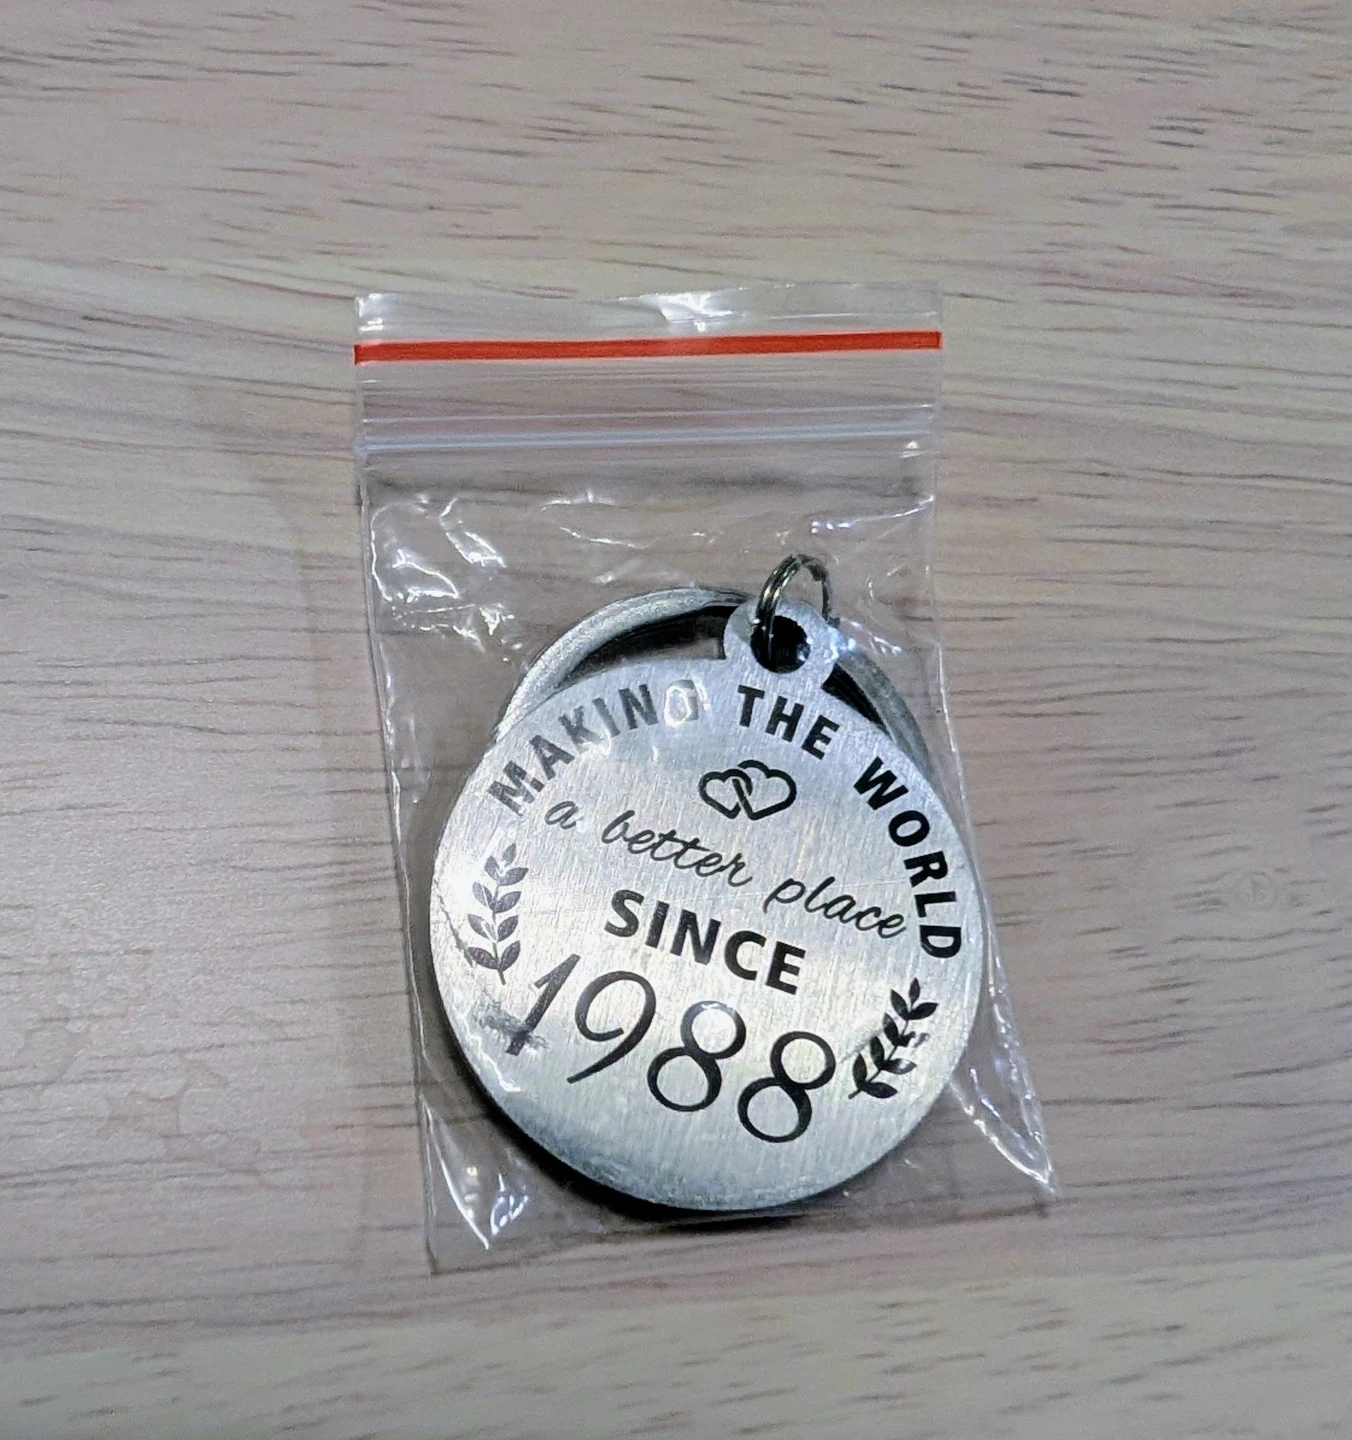 MAKING THE WORLD
a better place
SINCE
1988